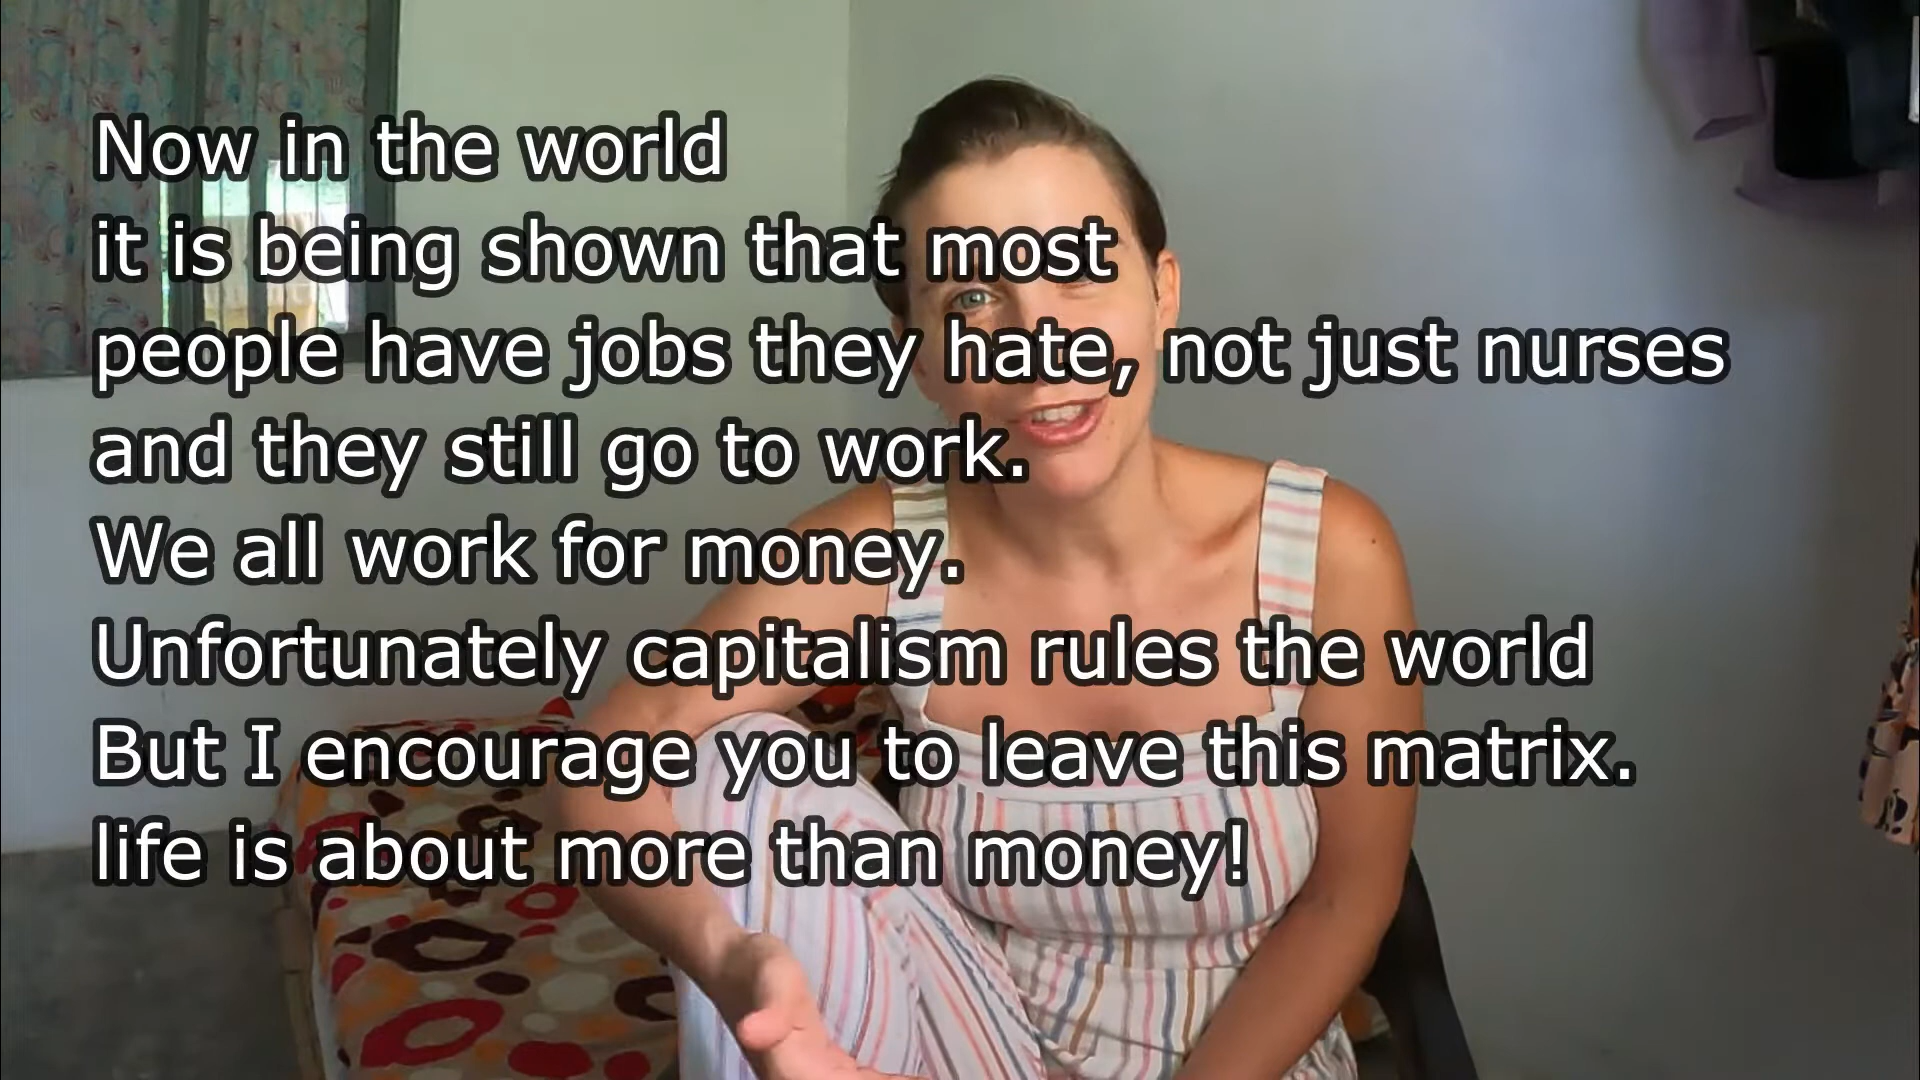 Now in the world
it is being shown that most
people have jobs they hate, not just nurses
and they still go to work.
We all work for money.
Unfortunately capitalism rules the world
But I encourage you to leave this matrix.
life is about more than money!